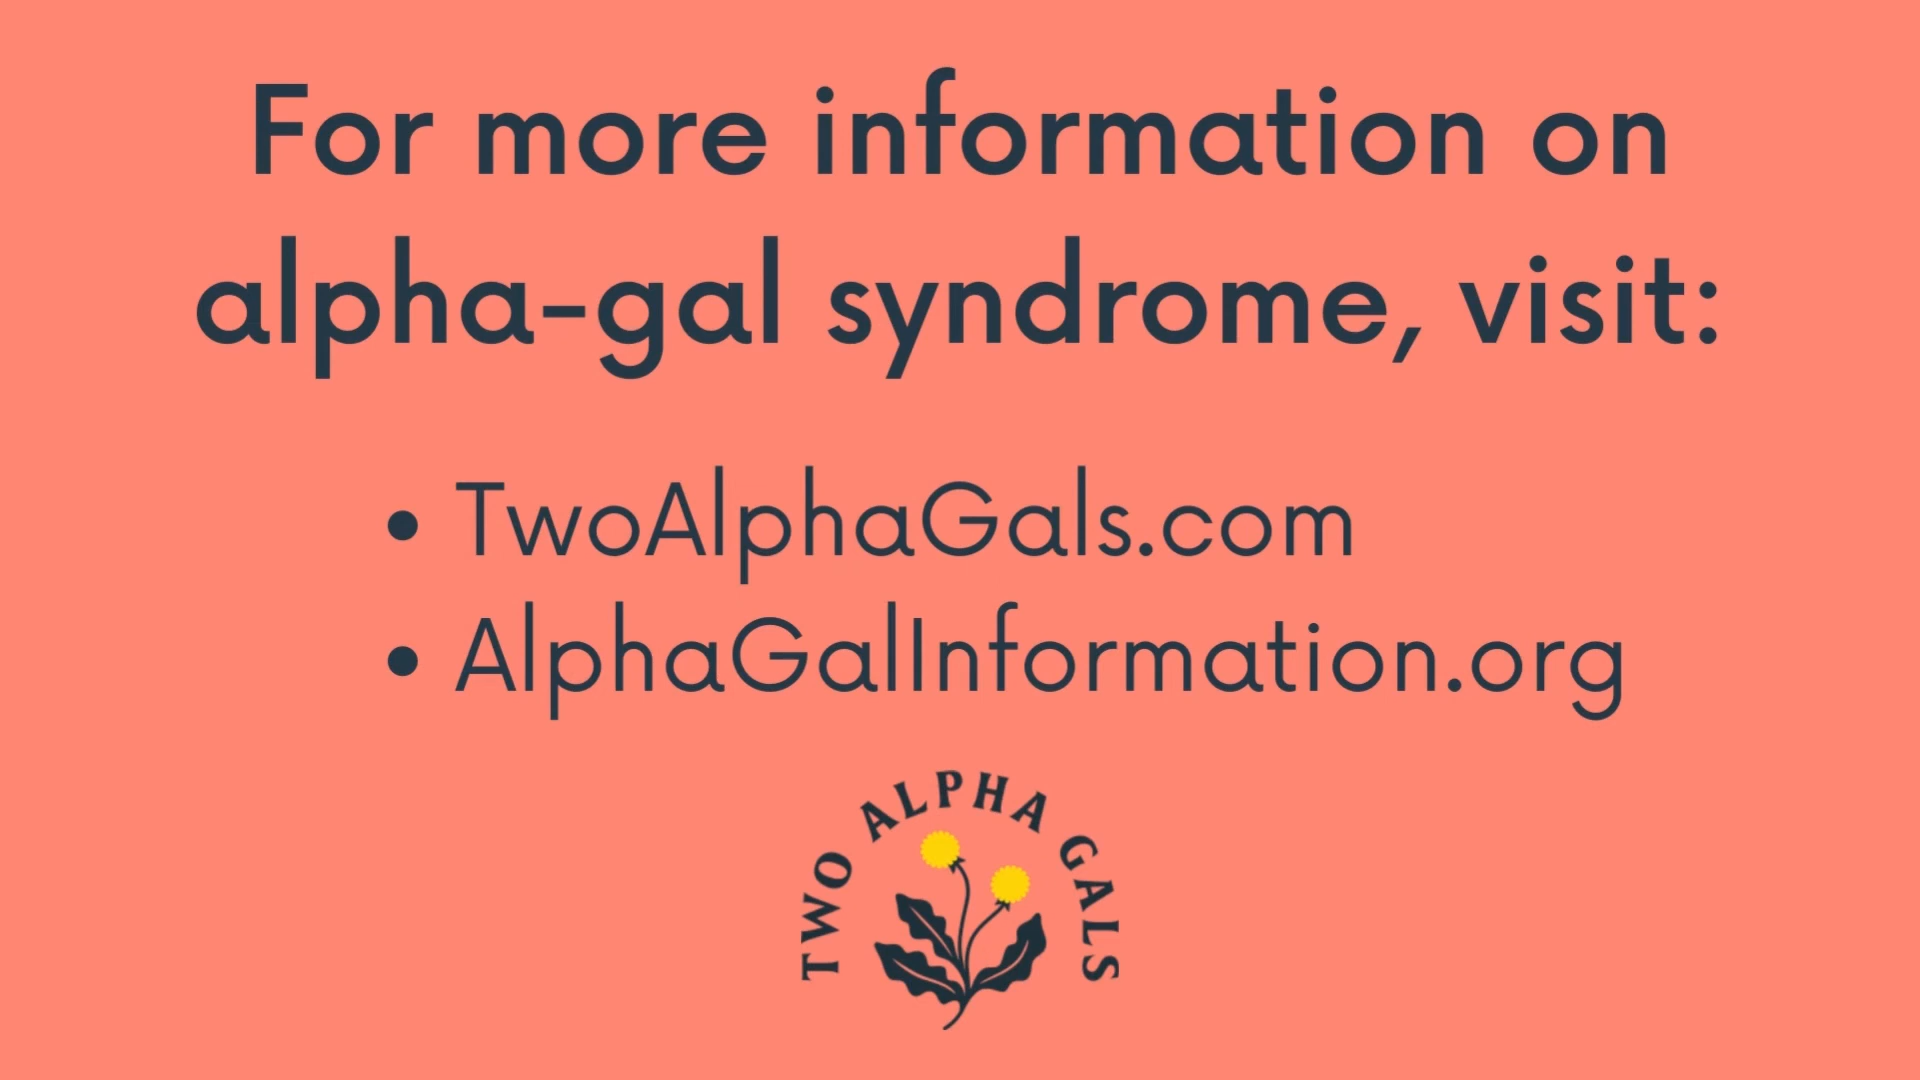 For more information on
alpha-gal syndrome, visit:
• TwoAlphaGals.com
• AlphaGalInformation.org
TWO ALPHA GALS